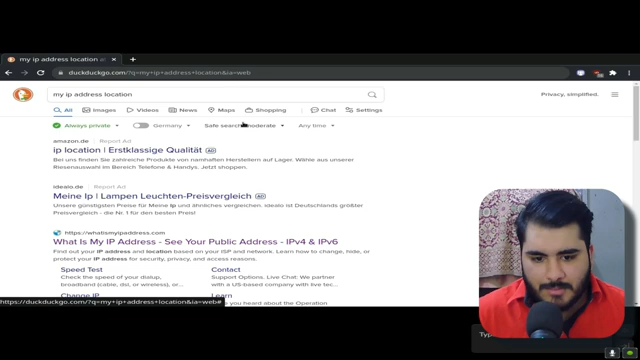 my ip address location at
duckduckgo.com/?q=my+ip+address+location&ia=web
my ip address location
Privacy, simplified.
All Images Videos News Maps Shopping Chat Settings
Always private Germany Safe search: moderate Any time
amazon.de Report Ad
ip location | Erstklassige Qualität AD
Bei uns finden Sie zahlreiche Produkte von namhaften Herstellern auf Lager. Wähle aus unserer
Riesenauswahl im Bereich Telefone & Handys. Jetzt shoppen.
idealo.de Report Ad
Meine Ip | Lampen Leuchten-Preisvergleich AD
Unsere günstigsten Preise für Meine Ip und ähnliches vergleichen. idealo ist Deutschlands größter
Preisvergleich - die Nr. 1 für den besten Preis!
https://whatismyipaddress.com
What Is My IP Address - See Your Public Address - IPv4 & IPv6
Find out your IP address and location based on your ISP and network. Learn how to change, hide, or
protect your IP address for security, privacy, and access reasons.
Speed Test Contact
Check the speed of your dialup, Support Options. Live Chat: We partner
broadband (cable, dsl, or wireless),... with a US-based company with live tec...
Change IP Learn
https://duckduckgo.com/?q=my+ip+address+location&ia=web#
you hear about the Operation
Typ